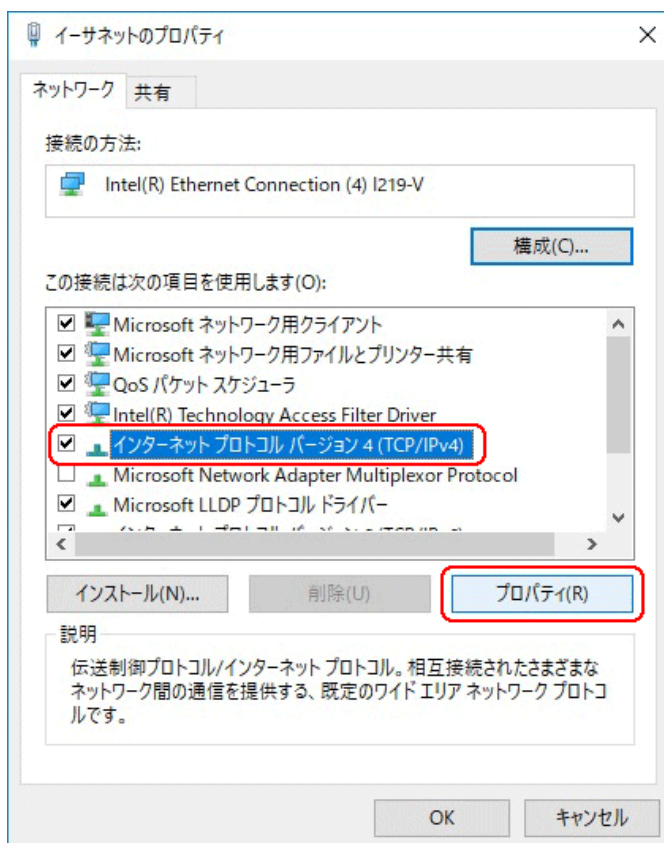 イーサネットのプロパティ
ネットワーク 共有
接続の方法:
Intel(R) Ethernet Connection (4) I219-V
構成(C)...
この接続は次の項目を使用します(O):
Microsoft ネットワーク用クライアント
Microsoft ネットワーク用ファイルとプリンター共有
QoS パケット スケジューラ
Intel(R) Technology Access Filter Driver
インターネット プロトコル バージョン 4 (TCP/IPv4)
Microsoft Network Adapter Multiplexor Protocol
Microsoft LLDP プロトコル ドライバー
インストール(N)... 削除(U) プロパティ(R)
説明
伝送制御プロトコル/インターネット プロトコル。相互接続されたさまざまな
ネットワーク間の通信を提供する、既定のワイド エリア ネットワーク プロトコ
ルです。
OK キャンセル